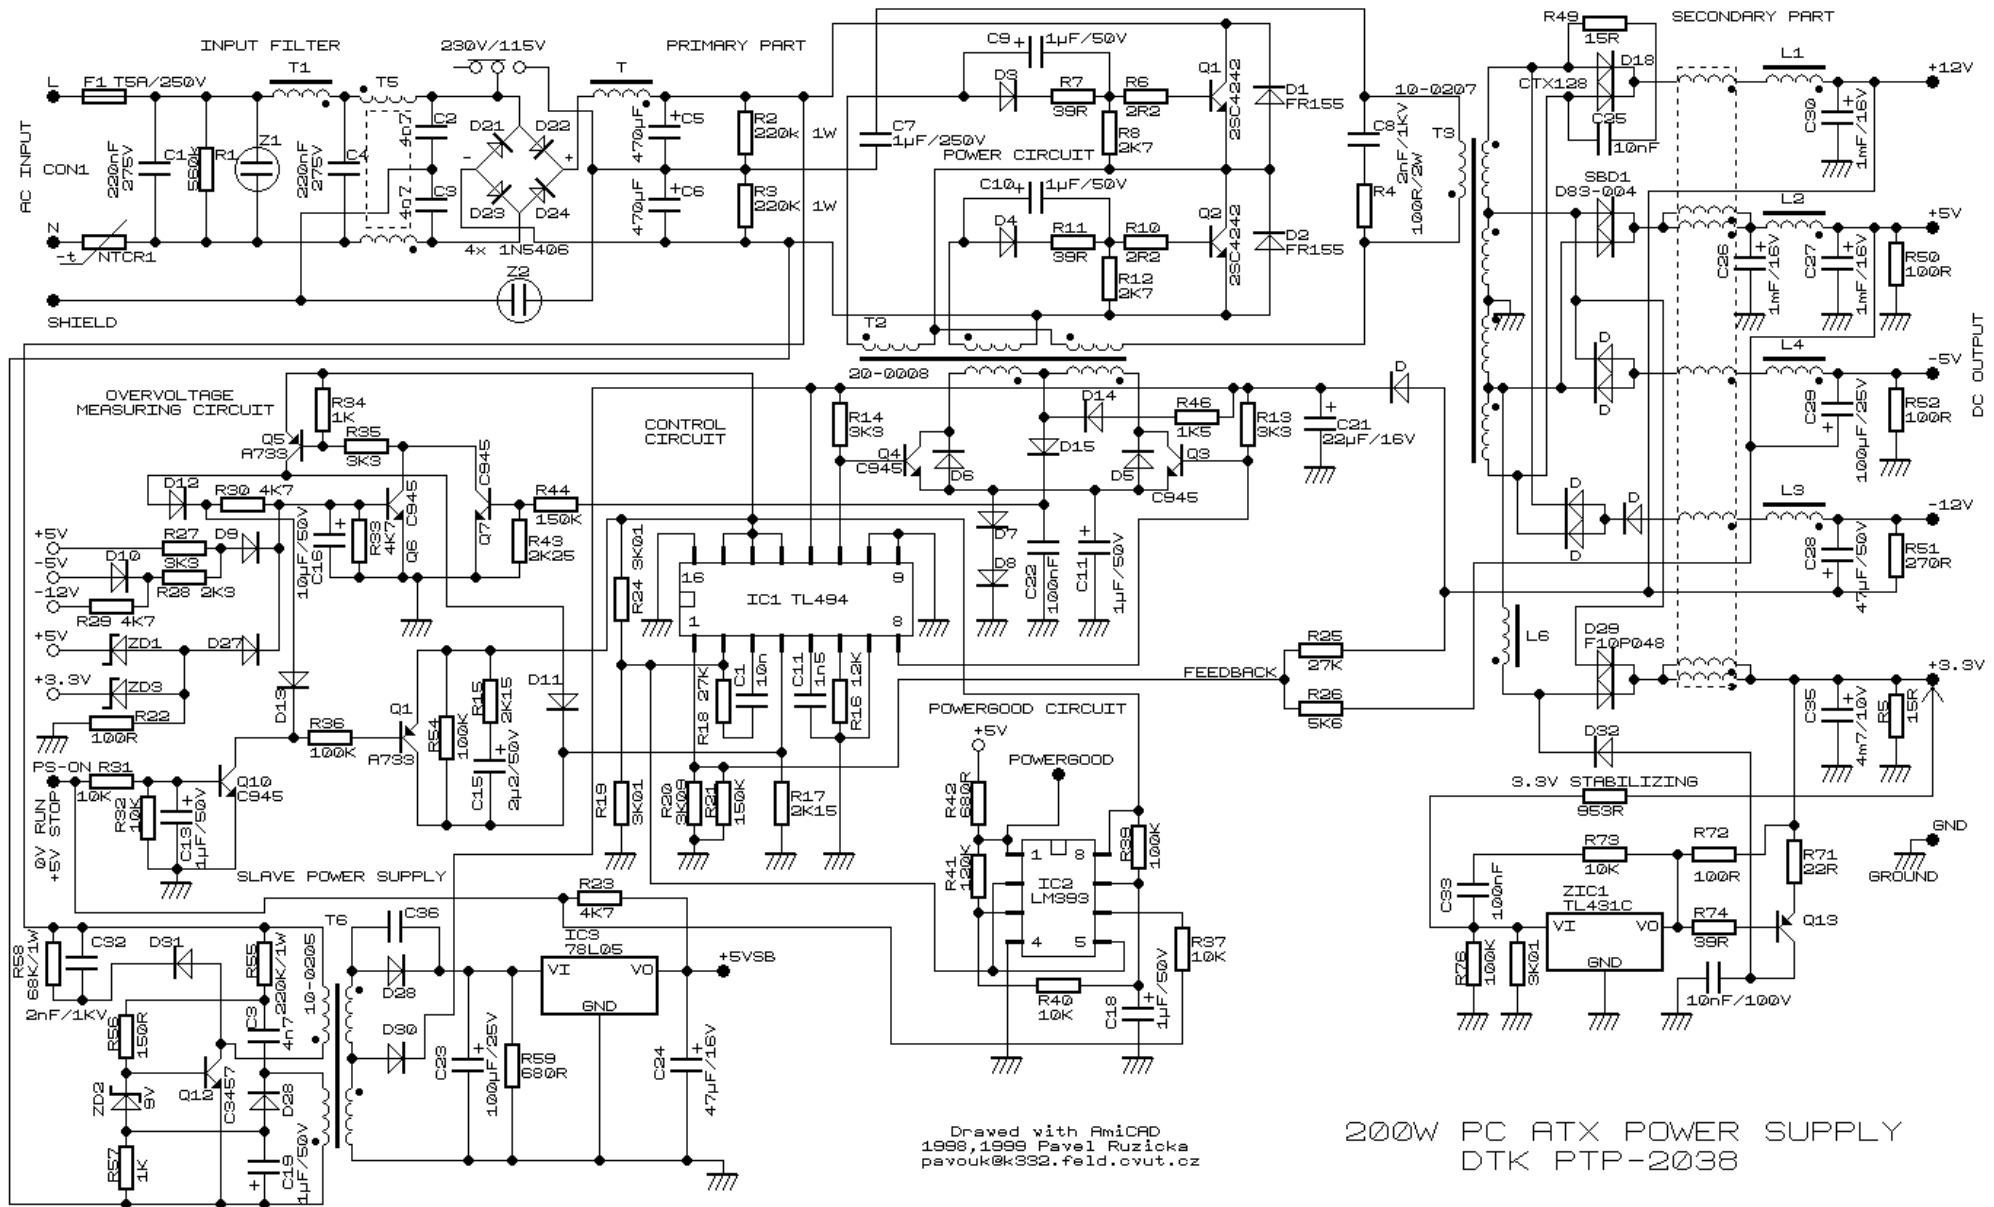 INPUT FILTER
230V/115V
PRIMARY PART
SECONDARY PART
L
F1 T5A/250V
T1
T5
T
C9 + 1µF/50V
D3
R7
39R
R6
2R2
Q1
2SC4242
D1
FR155
R8
2K7
R49
15R
D18
CTX128
C25
10nF
L1
+12V
C30
+
1mF/16V
AC INPUT
CON1
220nF
275V
C1
R1
560K
Z1
220nF
275V
C4
4n7
C2
4n7
C3
D21
D22
D23
D24
-
+
4x 1N5406
470µF
+
C5
470µF
+
C6
R2
220k 1W
R3
220K 1W
C7
1µF/250V
POWER CIRCUIT
10-0207
C8
2nF/1KV
R4
100R/2W
T3
N
-t
NTCR1
SHIELD
Z2
C10 + 1µF/50V
D4
R11
39R
R10
2R2
Q2
2SC4242
D2
FR155
R12
2K7
SBD1
D83-004
L2
+5V
C26
+
1mF/16V
C27
+
1mF/16V
R50
100R
T2
20-0008
D
D
L4
-5V
C29
+
100µF/25V
R52
100R
DC OUTPUT
OVERVOLTAGE
MEASURING CIRCUIT
R34
1K
Q5
A733
R35
3K3
C945
CONTROL
CIRCUIT
R14
3K3
Q4
C945
D6
D14
D15
R46
1K5
D5
Q3
C945
R13
3K3
+
C21
22µF/16V
D
D12
R30 4K7
C945
Q6
Q7
R44
150K
R43
2K25
+5V
R27
3K3
D9
-5V
D10
R28 2K3
-12V
R29 4K7
10µF/50V
C16
+
R33
4K7
R24 3K01
16
9
IC1 TL494
1
8
D7
D8
C22
100nF
C11
+
1µF/50V
D
D
D
L3
-12V
C28
+
47µF/50V
R51
270R
+5V
ZD1
D27
+3.3V
ZD3
R22
100R
D13
R36
100K
Q1
A733
R54
100K
R15
2K15
C15
+
2µ2/50V
D11
R18 27K
C1
10n
C11
1n5
R16 12K
FEEDBACK
R25
27K
R26
5K6
L6
D29
F10P048
+3.3V
C35
+
4m7/10V
R5
15R
POWERGOOD CIRCUIT
+5V
POWERGOOD
D32
3.3V STABILIZING
953R
PS-ON
R31
10K
0V RUN
+5V STOP
R32
10K
C13
+
1µF/50V
Q10
C945
R19
3K01
R20
3K09
R21
150K
R17
2K15
R42
680R
R41
120K
1
8
IC2
LM393
4
5
R39
100K
R37
10K
R40
10K
C18
+
1µF/50V
R73
10K
R72
100R
R71
22R
C33
100nF
ZIC1
TL431C
VI
VO
GND
R74
39R
Q13
R76
100K
3K01
10nF/100V
GND
GROUND
SLAVE POWER SUPPLY
R23
4K7
R58
68K/1W
C32
2nF/1KV
D31
R55
220K/1W
10-0205
T6
C36
D28
D30
IC3
78L05
VI
VO
GND
+5VSB
R56
150R
C3
4n7
Q12
C3457
ZD2
9V
D28
R57
1K
C19
+
1µF/50V
C23
+
100µF/25V
R59
680R
C24
+
47µF/16V
Drawed with AmiCAD
1998,1999 Pavel Ruzicka
pavouk@k332.feld.cvut.cz
200W PC ATX POWER SUPPLY
DTK PTP-2038